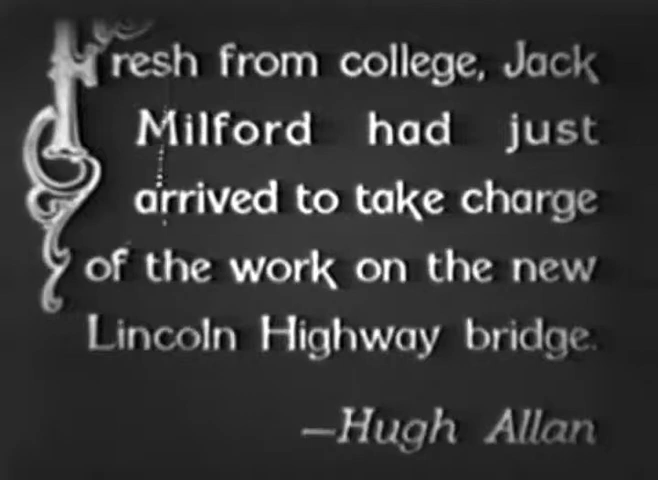 Fresh from college, Jack
Milford had just
arrived to take charge
of the work on the new
Lincoln Highway bridge.
—Hugh Allan